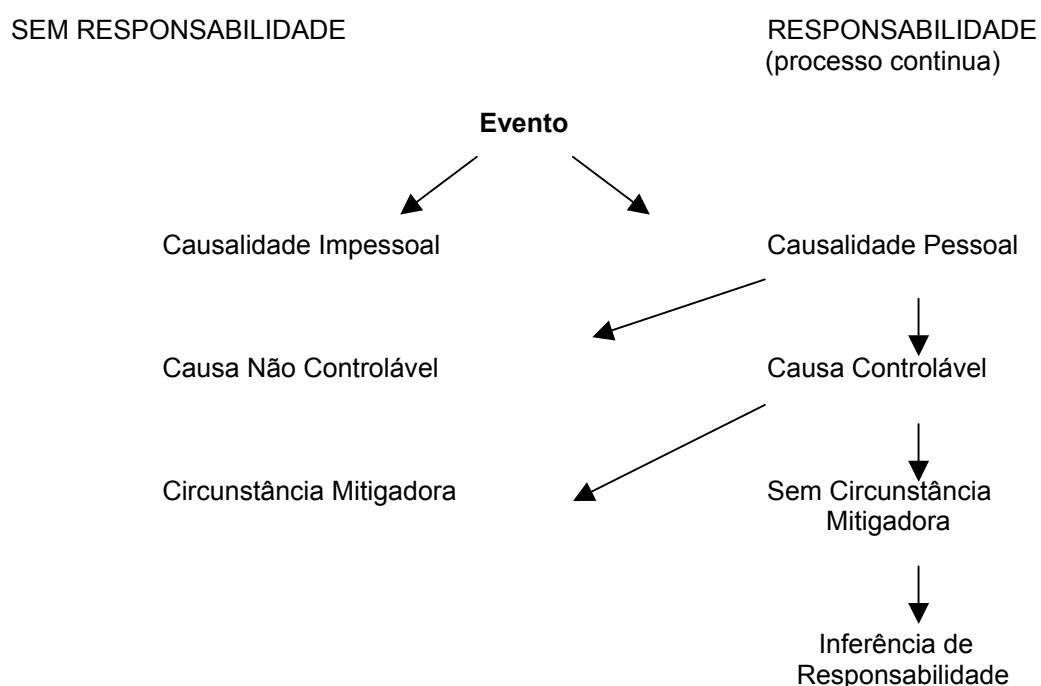 SEM RESPONSABILIDADE
RESPONSABILIDADE
(processo continua)
Evento
Causalidade Impessoal
Causalidade Pessoal
Causa Não Controlável
Causa Controlável
Circunstância Mitigadora
Sem Circunstância
Mitigadora
Inferência de
Responsabilidade